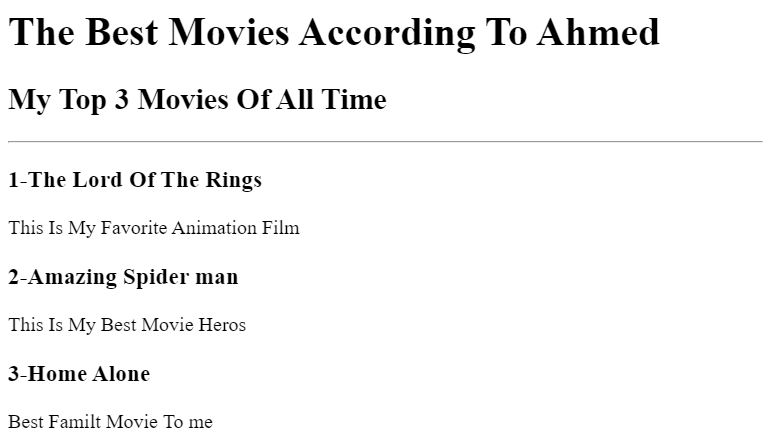 The Best Movies According To Ahmed
My Top 3 Movies Of All Time
1-The Lord Of The Rings
This Is My Favorite Animation Film
2-Amazing Spider man
This Is My Best Movie Heros
3-Home Alone
Best Familt Movie To me